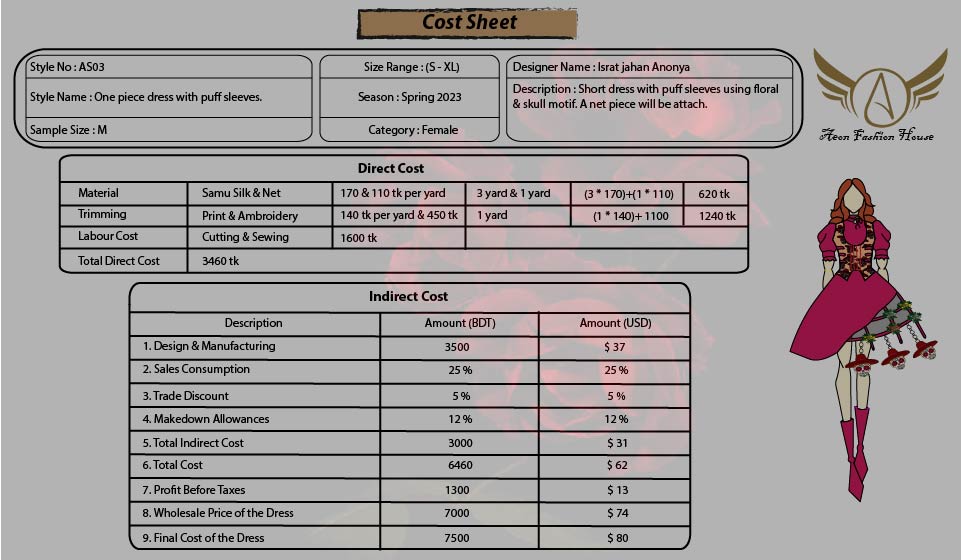 Cost Sheet
Style No : AS03
Style Name : One piece dress with puff sleeves.
Sample Size : M
Size Range : (S - XL)
Season : Spring 2023
Category : Female
Designer Name : Israt jahan Anonya
Description : Short dress with puff sleeves using floral
& skull motif. A net piece will be attach.
Aeon Fashion House
Direct Cost
Material Samu Silk & Net 170 & 110 tk per yard 3 yard & 1 yard (3 * 170)+(1 * 110) 620 tk
Trimming Print & Ambroidery 140 tk per yard & 450 tk 1 yard (1 * 140)+ 1100 1240 tk
Labour Cost Cutting & Sewing 1600 tk
Total Direct Cost 3460 tk
Indirect Cost
Description Amount (BDT) Amount (USD)
1. Design & Manufacturing 3500 $ 37
2. Sales Consumption 25 % 25 %
3. Trade Discount 5 % 5 %
4. Makedown Allowances 12 % 12 %
5. Total Indirect Cost 3000 $ 31
6. Total Cost 6460 $ 62
7. Profit Before Taxes 1300 $ 13
8. Wholesale Price of the Dress 7000 $ 74
9. Final Cost of the Dress 7500 $ 80